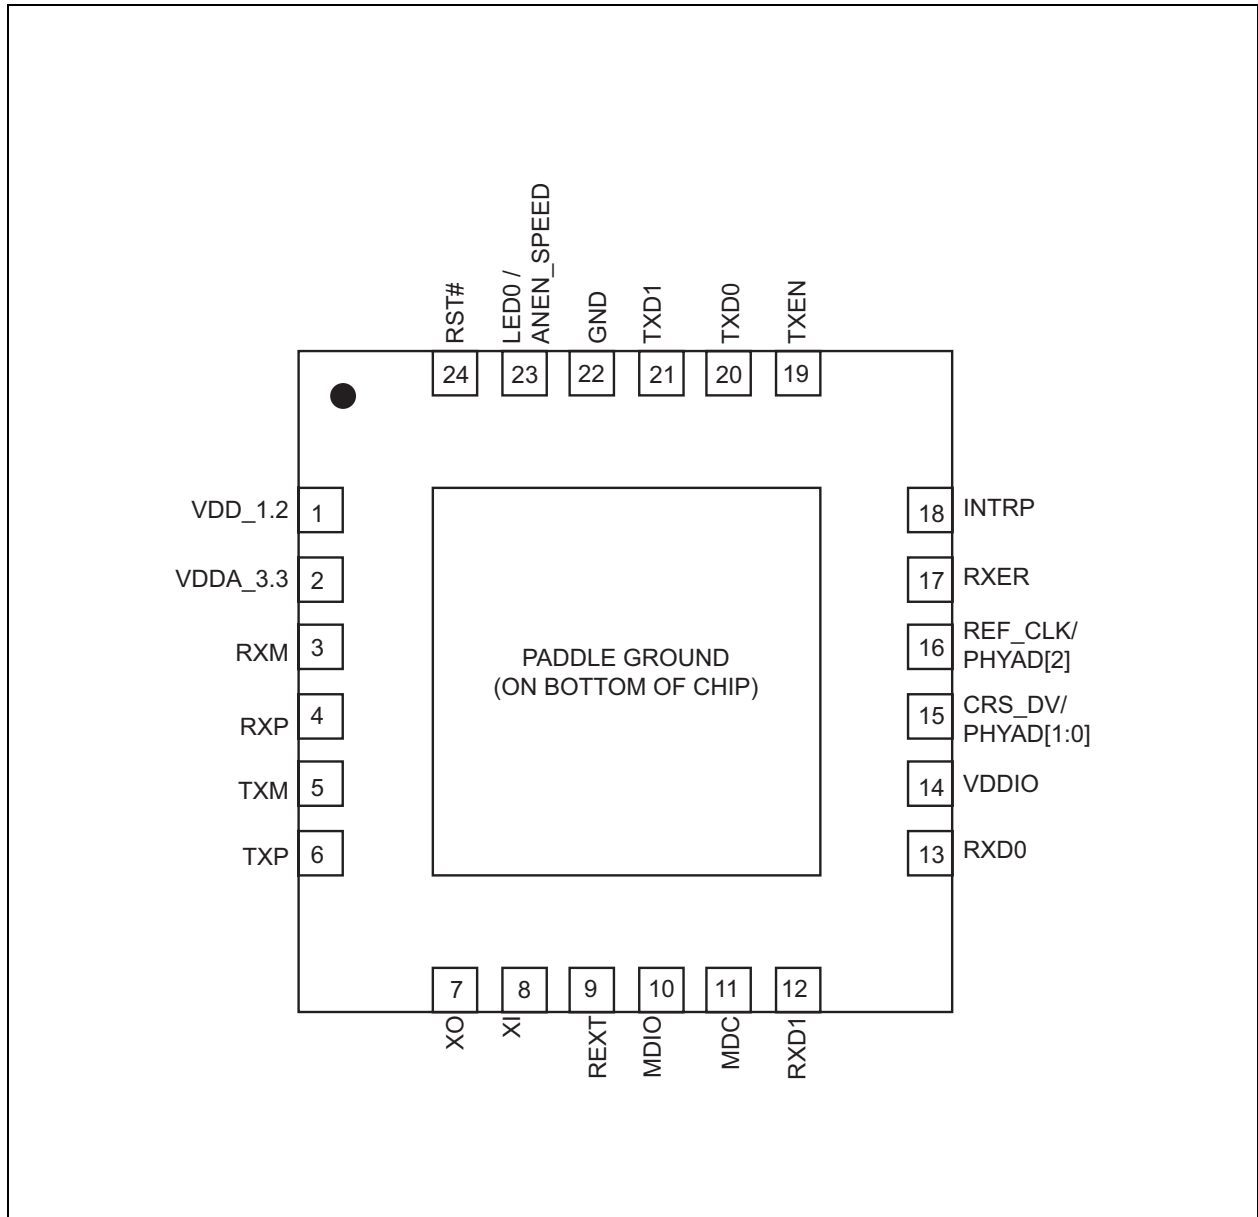 RST#
LED0 /
ANEN_SPEED
GND
TXD1
TXD0
TXEN
24
23
22
21
20
19
VDD_1.2 1
VDDA_3.3 2
RXM 3
RXP 4
TXM 5
TXP 6
PADDLE GROUND
(ON BOTTOM OF CHIP)
18 INTRP
17 RXER
16 REF_CLK/
PHYAD[2]
15 CRS_DV/
PHYAD[1:0]
14 VDDIO
13 RXD0
7
8
9
10
11
12
XO
XI
REXT
MDIO
MDC
RXD1